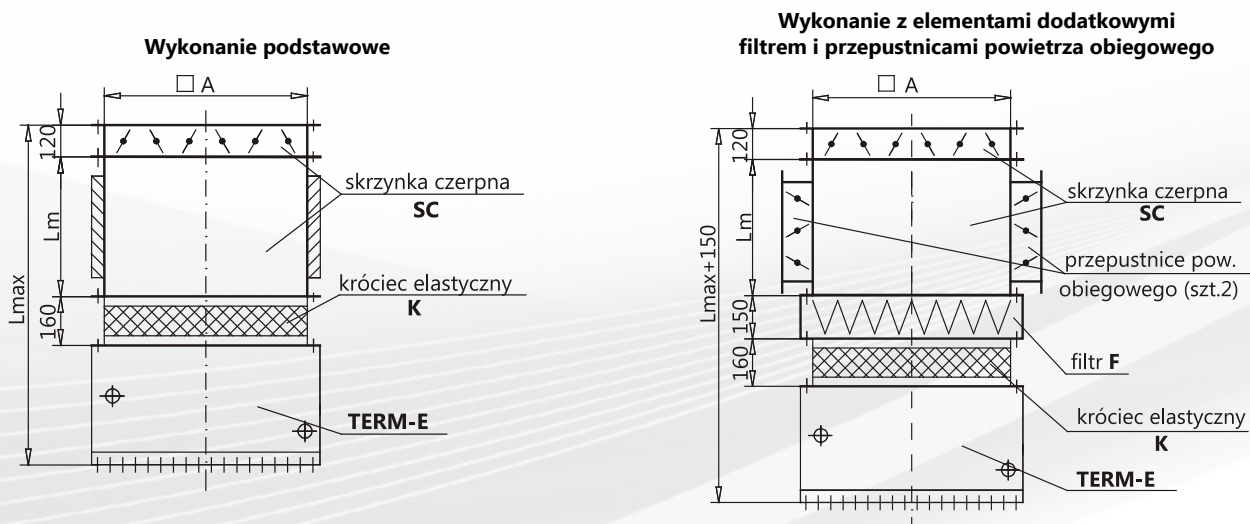 Wykonanie podstawowe
□ A
120
Lm
Lmax
160
skrzynka czerpna
SC
króciec elastyczny
K
TERM-E
Wykonanie z elementami dodatkowymi
filtrem i przepustnicami powietrza obiegowego
□ A
120
Lm
Lmax+150
150
160
skrzynka czerpna
SC
przepustnice pow.
obiegowego (szt.2)
filtr F
króciec elastyczny
K
TERM-E